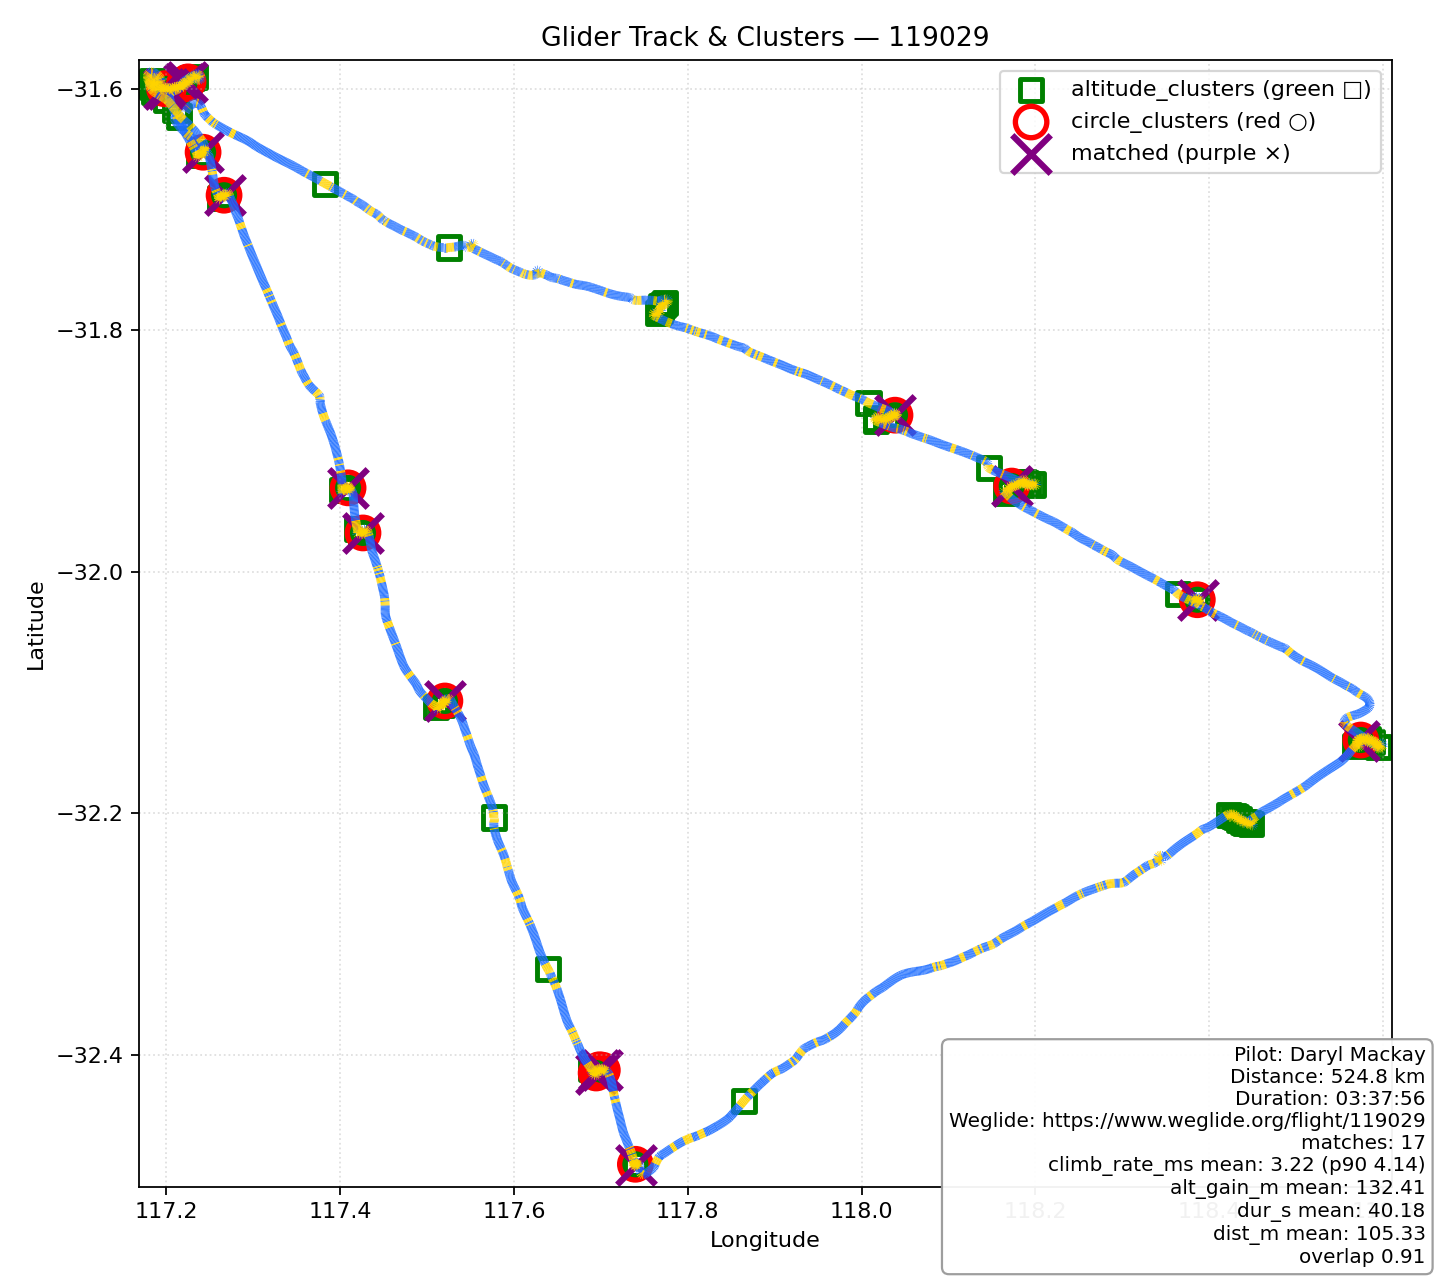 Glider Track & Clusters — 119029
altitude_clusters (green □)
circle_clusters (red ○)
matched (purple ×)
Latitude
−31.6
−31.8
−32.0
−32.2
−32.4
117.2
117.4
117.6
117.8
118.0
118.2
118.4
Longitude
Pilot: Daryl Mackay
Distance: 524.8 km
Duration: 03:37:56
Weglide: https://www.weglide.org/flight/119029
matches: 17
climb_rate_ms mean: 3.22 (p90 4.14)
alt_gain_m mean: 132.41
dur_s mean: 40.18
dist_m mean: 105.33
overlap 0.91